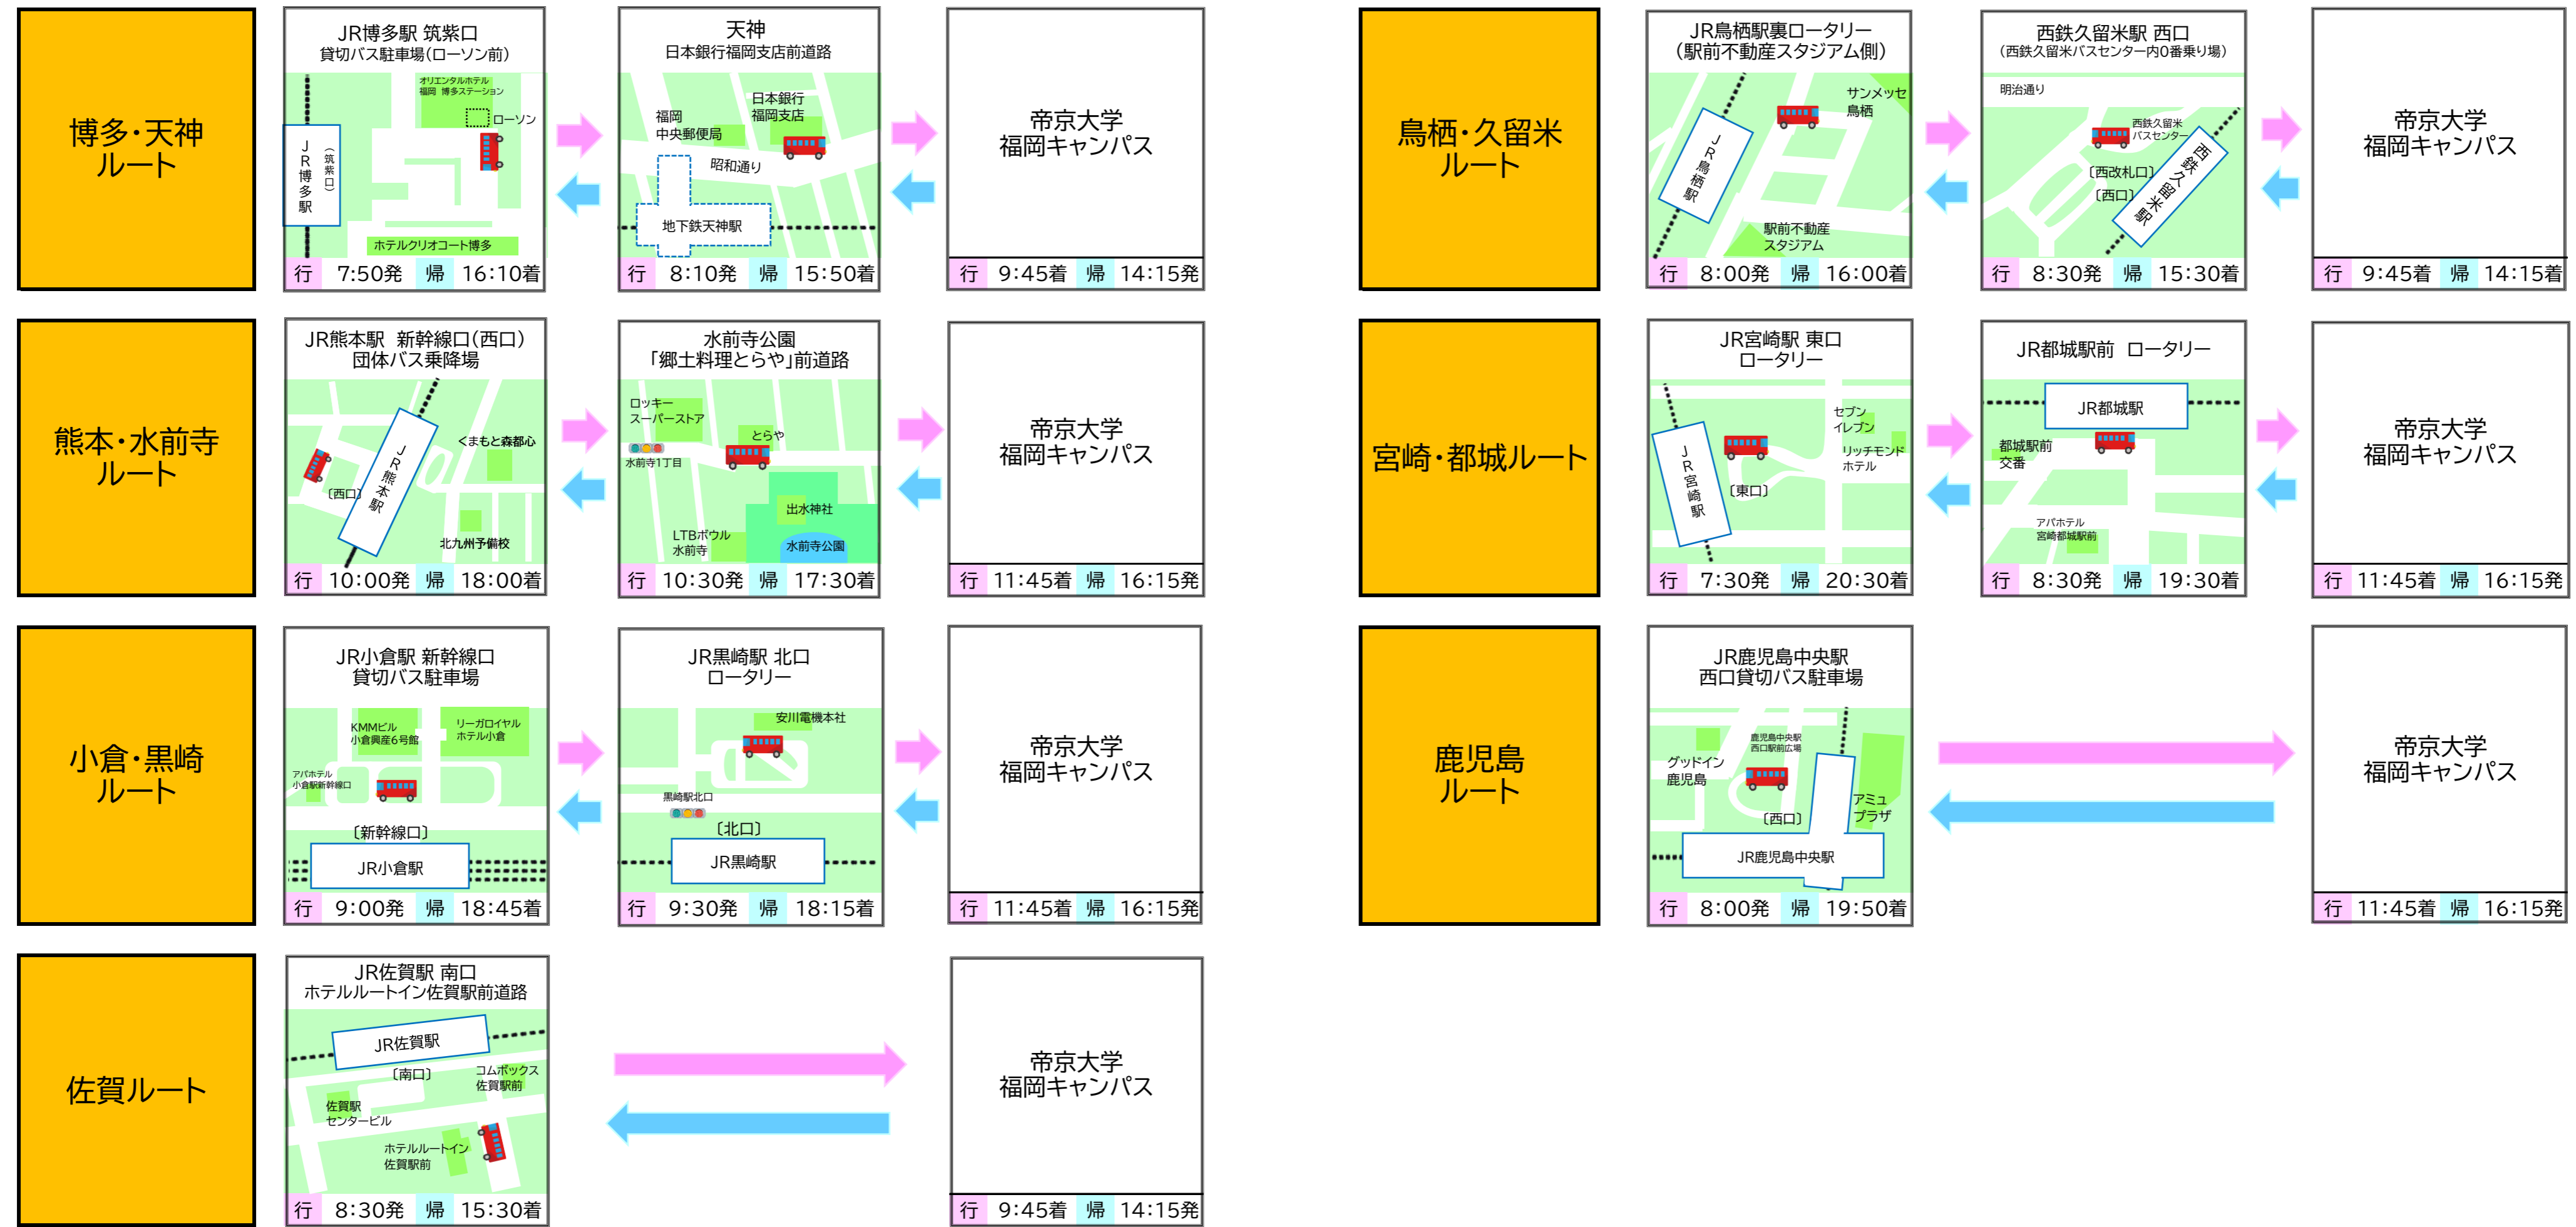 博多・天神
ルート
JR博多駅 筑紫口
貸切バス駐車場(ローソン前)
オリエンタルホテル
福岡 博多ステーション
ローソン
JR博多駅
(筑紫口)
ホテルクリオコート博多
行 7:50発 帰 16:10着
天神
日本銀行福岡支店前道路
日本銀行
福岡支店
福岡
中央郵便局
昭和通り
地下鉄天神駅
行 8:10発 帰 15:50着
帝京大学
福岡キャンパス
行 9:45着 帰 14:15発
鳥栖・久留米
ルート
JR鳥栖駅裏ロータリー
(駅前不動産スタジアム側)
サンメッセ
鳥栖
JR鳥栖駅
駅前不動産
スタジアム
行 8:00発 帰 16:00着
西鉄久留米駅 西口
(西鉄久留米バスセンター内0番乗り場)
明治通り
西鉄久留米
バスセンター
〔西改札口〕
〔西口〕
西鉄久留米駅
行 8:30発 帰 15:30着
帝京大学
福岡キャンパス
行 9:45着 帰 14:15着
熊本・水前寺
ルート
JR熊本駅 新幹線口(西口)
団体バス乗降場
くまもと森都心
JR熊本駅
〔西口〕
北九州予備校
行 10:00発 帰 18:00着
水前寺公園
「郷土料理とらや」前道路
ロッキー
スーパーストア
とらや
水前寺1丁目
出水神社
LTBボウル
水前寺
水前寺公園
行 10:30発 帰 17:30着
帝京大学
福岡キャンパス
行 11:45着 帰 16:15発
宮崎・都城ルート
JR宮崎駅 東口
ロータリー
セブン
イレブン
リッチモンド
ホテル
JR宮崎駅
〔東口〕
行 7:30発 帰 20:30着
JR都城駅前 ロータリー
JR都城駅
都城駅前
交番
アパホテル
宮崎都城駅前
行 8:30発 帰 19:30着
帝京大学
福岡キャンパス
行 11:45着 帰 16:15発
小倉・黒崎
ルート
JR小倉駅 新幹線口
貸切バス駐車場
KMMビル
小倉興産6号館
リーガロイヤル
ホテル小倉
アパホテル
小倉駅新幹線口
〔新幹線口〕
JR小倉駅
行 9:00発 帰 18:45着
JR黒崎駅 北口
ロータリー
安川電機本社
黒崎駅北口
〔北口〕
JR黒崎駅
行 9:30発 帰 18:15着
帝京大学
福岡キャンパス
行 11:45着 帰 16:15発
鹿児島
ルート
JR鹿児島中央駅
西口貸切バス駐車場
鹿児島中央駅
西口駅前広場
グッドイン
鹿児島
アミュ
プラザ
〔西口〕
JR鹿児島中央駅
行 8:00発 帰 19:50着
帝京大学
福岡キャンパス
行 11:45着 帰 16:15発
佐賀ルート
JR佐賀駅 南口
ホテルルートイン佐賀駅前道路
JR佐賀駅
〔南口〕
コムボックス
佐賀駅前
佐賀駅
センタービル
ホテルルートイン
佐賀駅前
行 8:30発 帰 15:30着
帝京大学
福岡キャンパス
行 9:45着 帰 14:15発